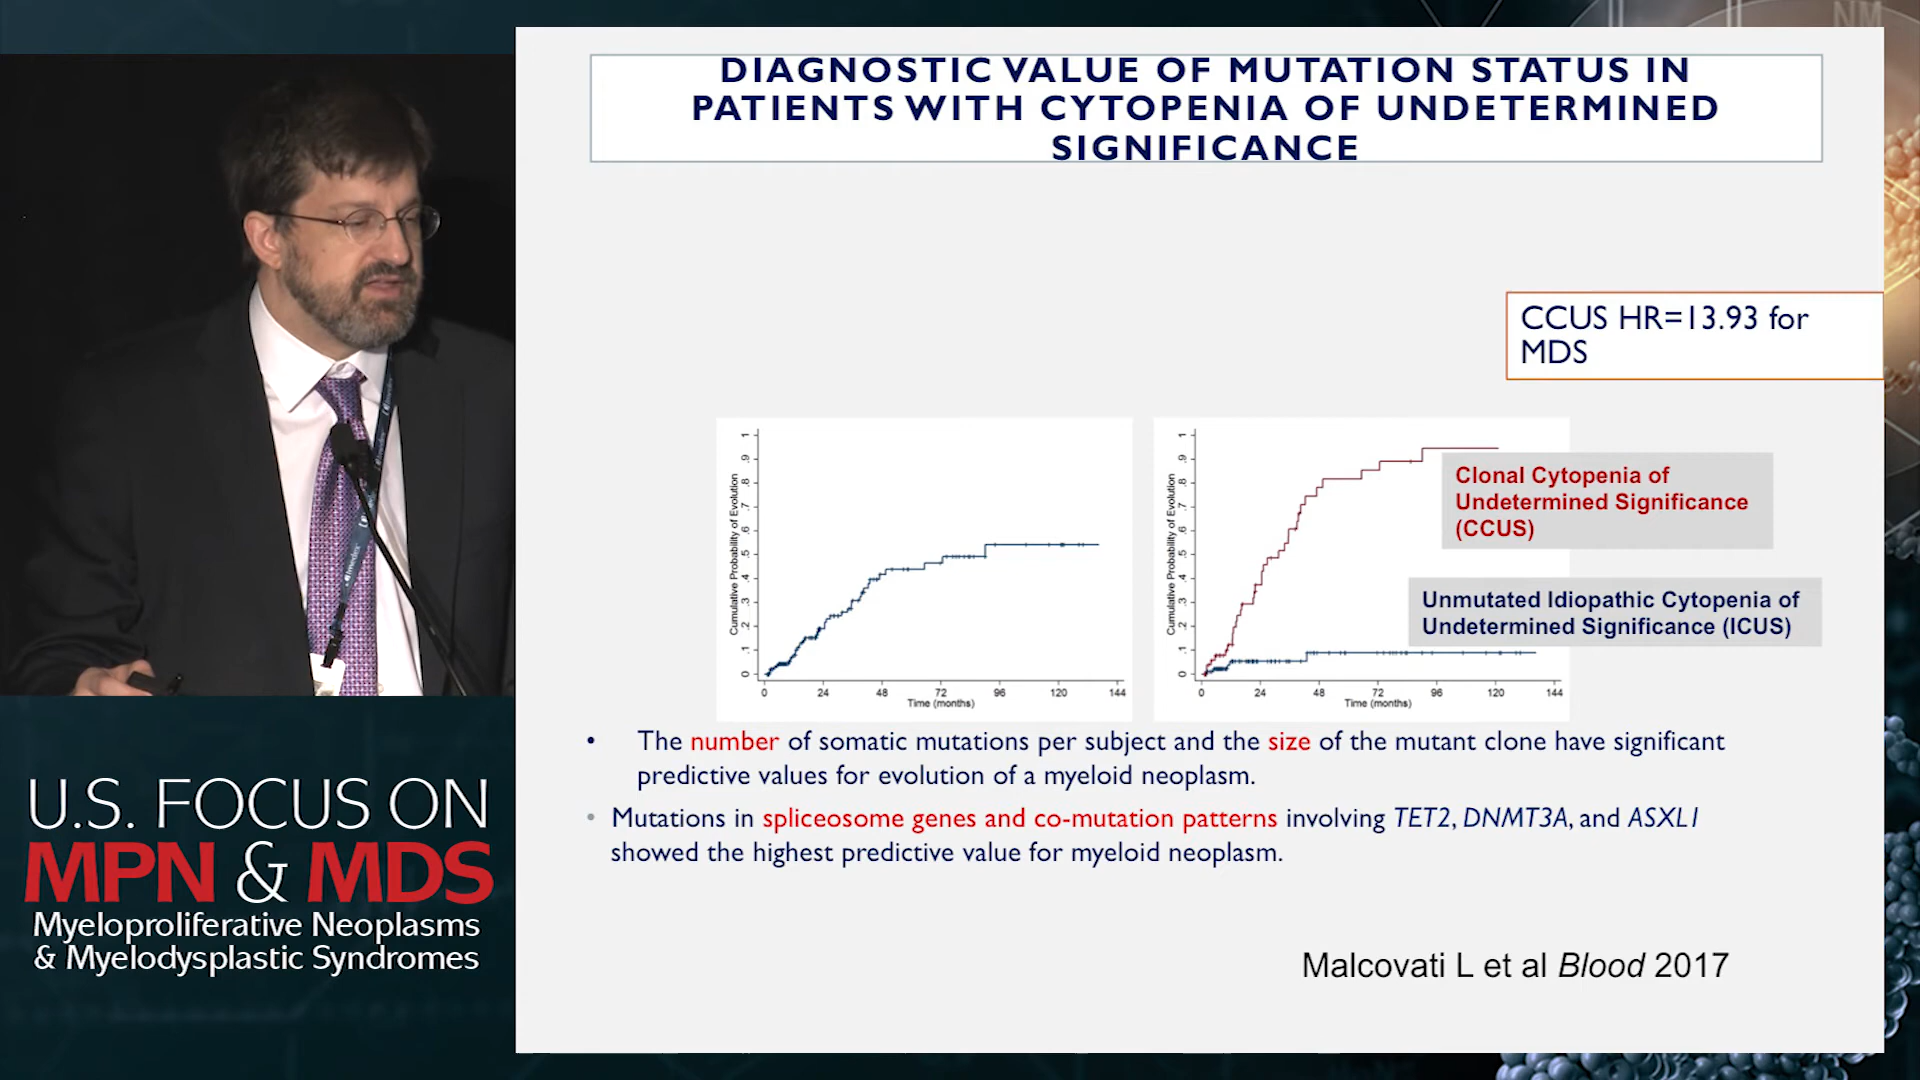 NM
DIAGNOSTIC VALUE OF MUTATION STATUS IN
PATIENTS WITH CYTOPENIA OF UNDETERMINED
SIGNIFICANCE
CCUS HR=13.93 for
MDS
Cumulative Probability of Evolution
1
.9
.8
.7
.6
.5
.4
.3
.2
.1
0
0 24 48 72 96 120 144
Time (months)
Cumulative Probability of Evolution
1
.9
.8
.7
.6
.5
.4
.3
.2
.1
0
0 24 48 72 96 120 144
Time (months)
Clonal Cytopenia of
Undetermined Significance
(CCUS)
Unmutated Idiopathic Cytopenia of
Undetermined Significance (ICUS)
• The number of somatic mutations per subject and the size of the mutant clone have significant
predictive values for evolution of a myeloid neoplasm.
• Mutations in spliceosome genes and co-mutation patterns involving TET2, DNMT3A, and ASXL1
showed the highest predictive value for myeloid neoplasm.
Malcovati L et al Blood 2017
imedex
U.S. FOCUS ON
MPN & MDS
Myeloproliferative Neoplasms
& Myelodysplastic Syndromes